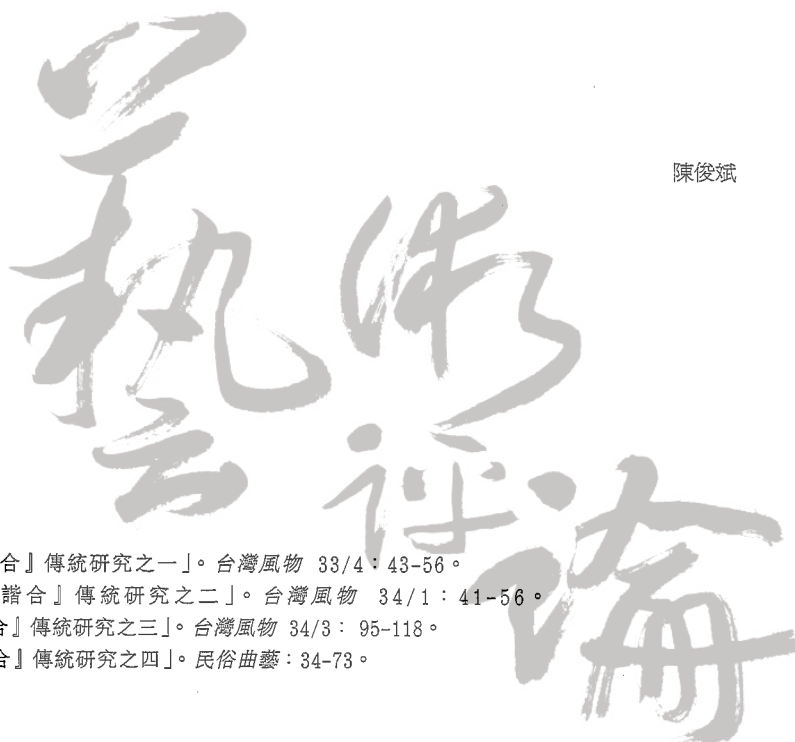 陳俊斌
藝術評論
合』傳統研究之一」。台灣風物 33/4：43-56。
諧合』傳統研究之二」。台灣風物 34/1：41-56。
合』傳統研究之三」。台灣風物 34/3： 95-118。
合』傳統研究之四」。民俗曲藝：34-73。